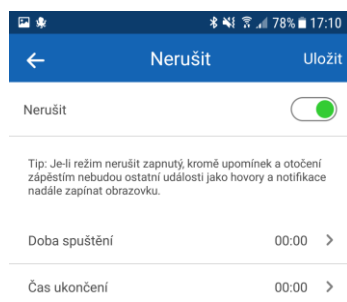 78% 17:10
Nerušit Uložit
Nerušit
Tip: Je-li režim nerušit zapnutý, kromě upomínek a otočení
zápěstím nebudou ostatní události jako hovory a notifikace
nadále zapínat obrazovku.
Doba spuštění 00:00
Čas ukončení 00:00